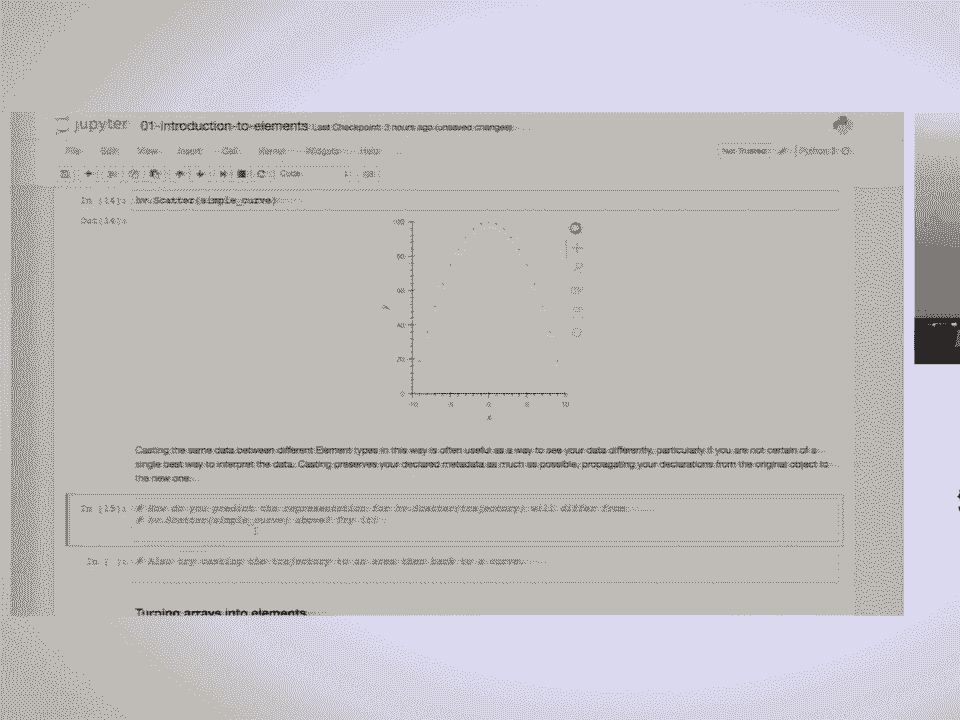 jupyter 01-introduction-to-elements Last Checkpoint: 3 hours ago (unsaved changes)
File Edit View Insert Cell Kernel Widgets Help Not Trusted Python 3
Code
In [14]: hv.Scatter(simple_curve)
Out[14]:
100
80
60
y
40
20
0
-10 -5 0 5 10
x
Casting the same data between different Element types in this way is often useful as a way to see your data differently, particularly if you are not certain of a
single best way to interpret the data. Casting preserves your declared metadata as much as possible, propagating your declarations from the original object to
the new one.
In [15]: # How do you predict the representation for hv.Scatter(trajectory) will differ from
# hv.Scatter(simple_curve) above? Try it!
In [ ]: # Also try casting the trajectory to an area then back to a curve.
Turning arrays into elements